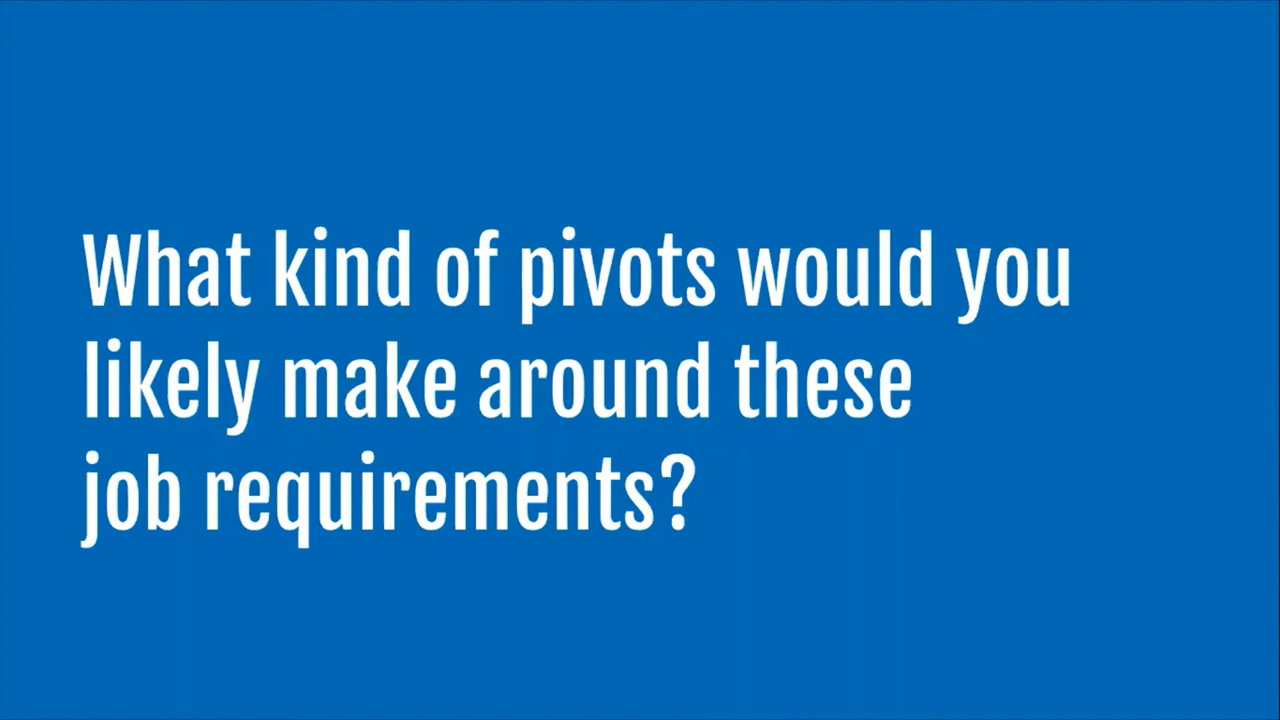 What kind of pivots would you
likely make around these
job requirements?